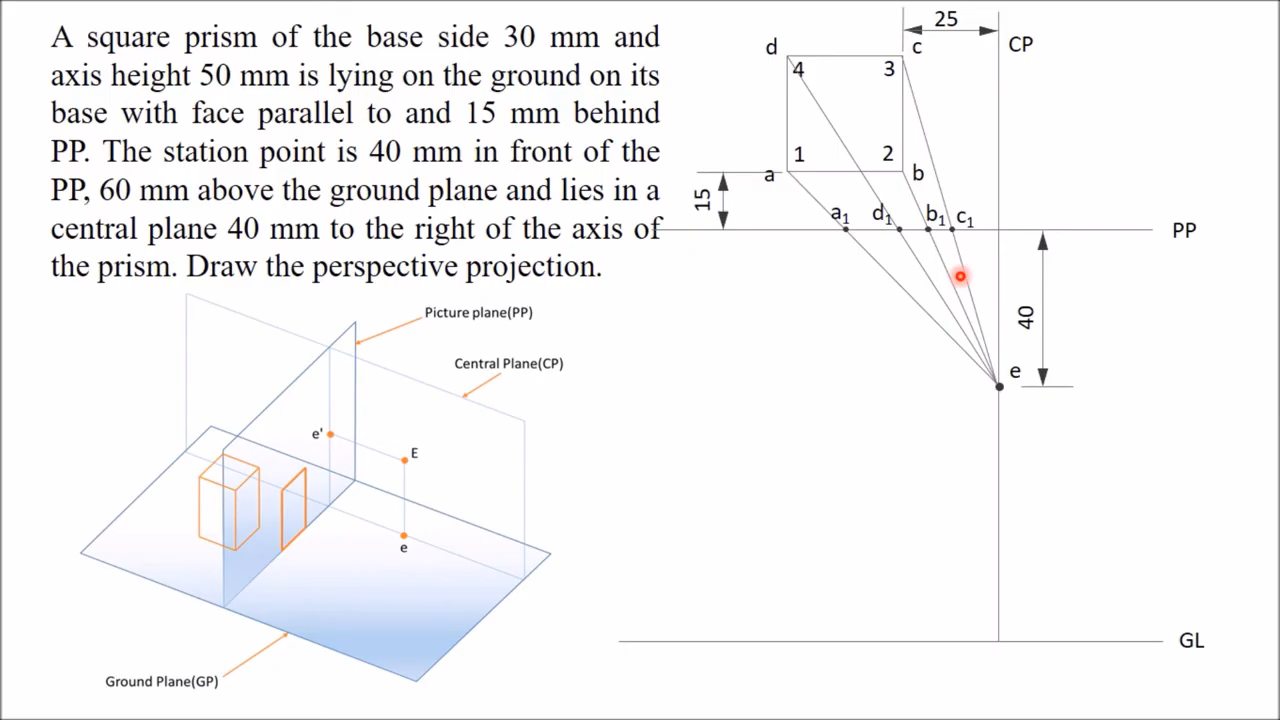 A square prism of the base side 30 mm and
axis height 50 mm is lying on the ground on its
base with face parallel to and 15 mm behind
PP. The station point is 40 mm in front of the
PP, 60 mm above the ground plane and lies in a
central plane 40 mm to the right of the axis of
the prism. Draw the perspective projection.
25
CP
d
c
4
3
1
2
a
b
15
a₁
d₁
b₁
c₁
PP
40
e
GL
Picture plane(PP)
Central Plane(CP)
e'
E
e
Ground Plane(GP)